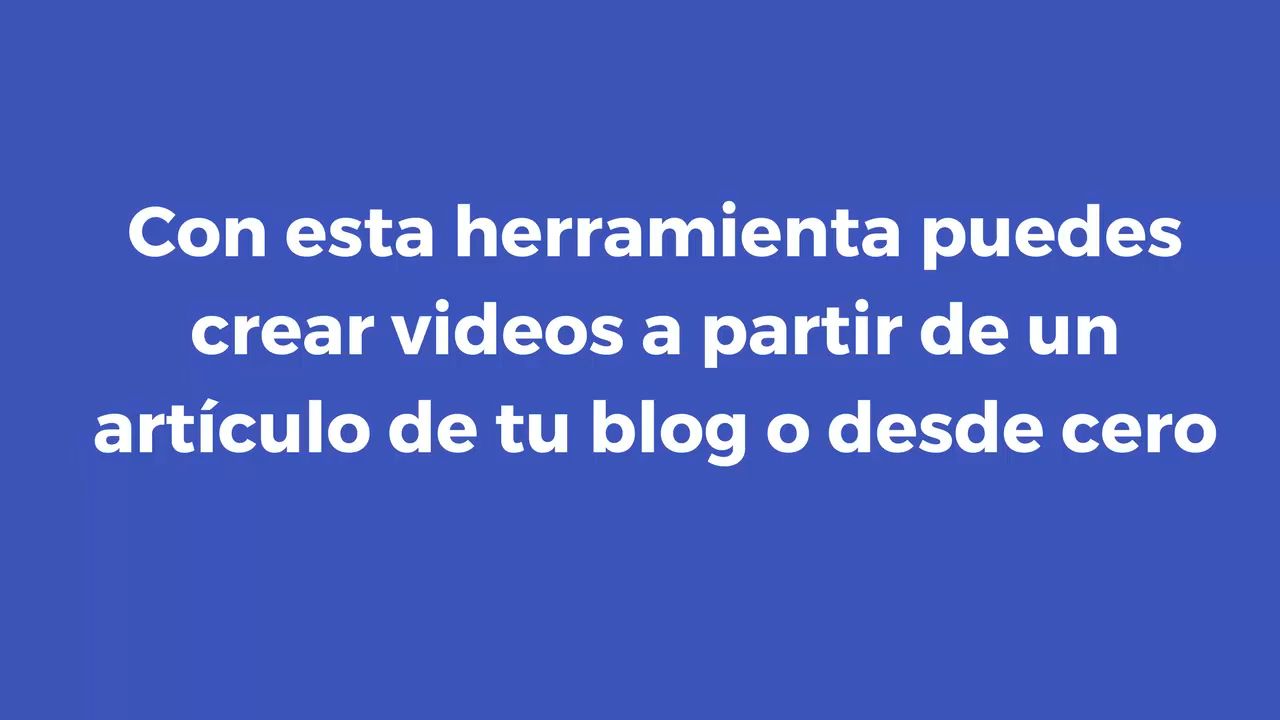 Con esta herramienta puedes
crear videos a partir de un
artículo de tu blog o desde cero